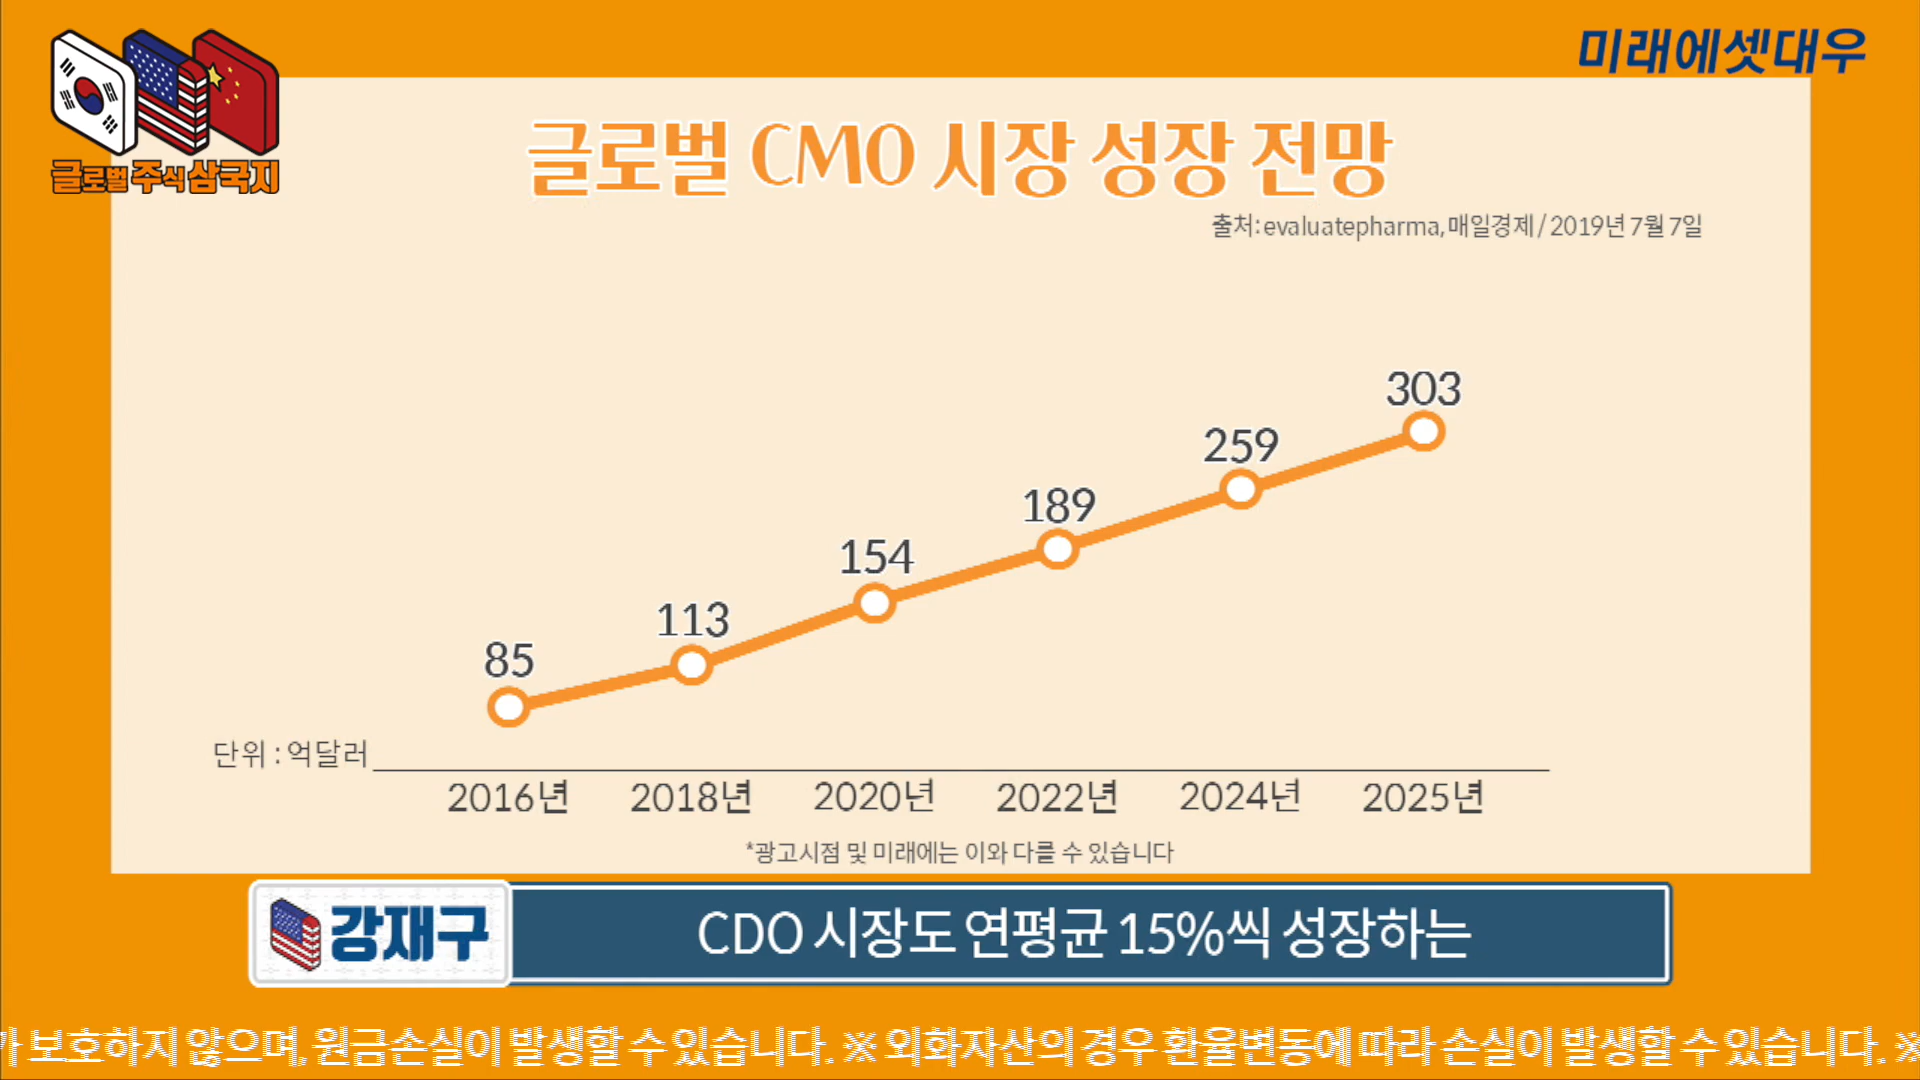 미래에셋대우
글로벌 주식 삼국지
글로벌 CMO 시장 성장 전망
출처: evaluatepharma, 매일경제 / 2019년 7월 7일
303
259
189
154
113
85
단위 : 억달러
2016년 2018년 2020년 2022년 2024년 2025년
*광고시점 및 미래에는 이와 다를 수 있습니다
강재구
CDO 시장도 연평균 15%씩 성장하는
가 보호하지 않으며, 원금손실이 발생할 수 있습니다. ※ 외화자산의 경우 환율변동에 따라 손실이 발생할 수 있습니다. ※